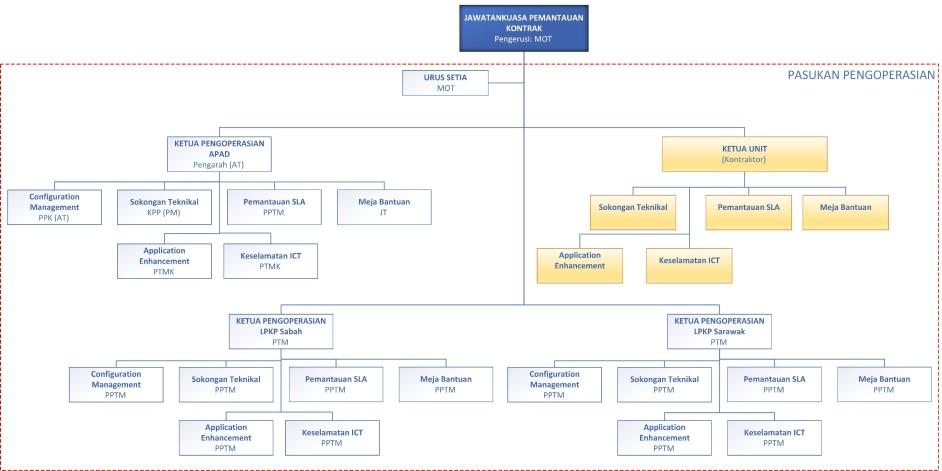 JAWATANKUASA PEMANTAUAN
KONTRAK
Pengerusi: MOT
PASUKAN PENGOPERASIAN
URUS SETIA
MOT
KETUA PENGOPERASIAN
APAD
Pengarah (AT)
KETUA UNIT
(Kontraktor)
Configuration
Management
PPK (AT)
Sokongan Teknikal
KPP (PM)
Pemantauan SLA
PPTM
Meja Bantuan
JT
Sokongan Teknikal
Pemantauan SLA
Meja Bantuan
Application
Enhancement
PTMK
Keselamatan ICT
PTMK
Application
Enhancement
Keselamatan ICT
KETUA PENGOPERASIAN
LPKP Sabah
PTM
KETUA PENGOPERASIAN
LPKP Sarawak
PTM
Configuration
Management
PPTM
Sokongan Teknikal
PPTM
Pemantauan SLA
PPTM
Meja Bantuan
PPTM
Configuration
Management
PPTM
Sokongan Teknikal
PPTM
Pemantauan SLA
PPTM
Meja Bantuan
PPTM
Application
Enhancement
PPTM
Keselamatan ICT
PPTM
Application
Enhancement
PPTM
Keselamatan ICT
PPTM